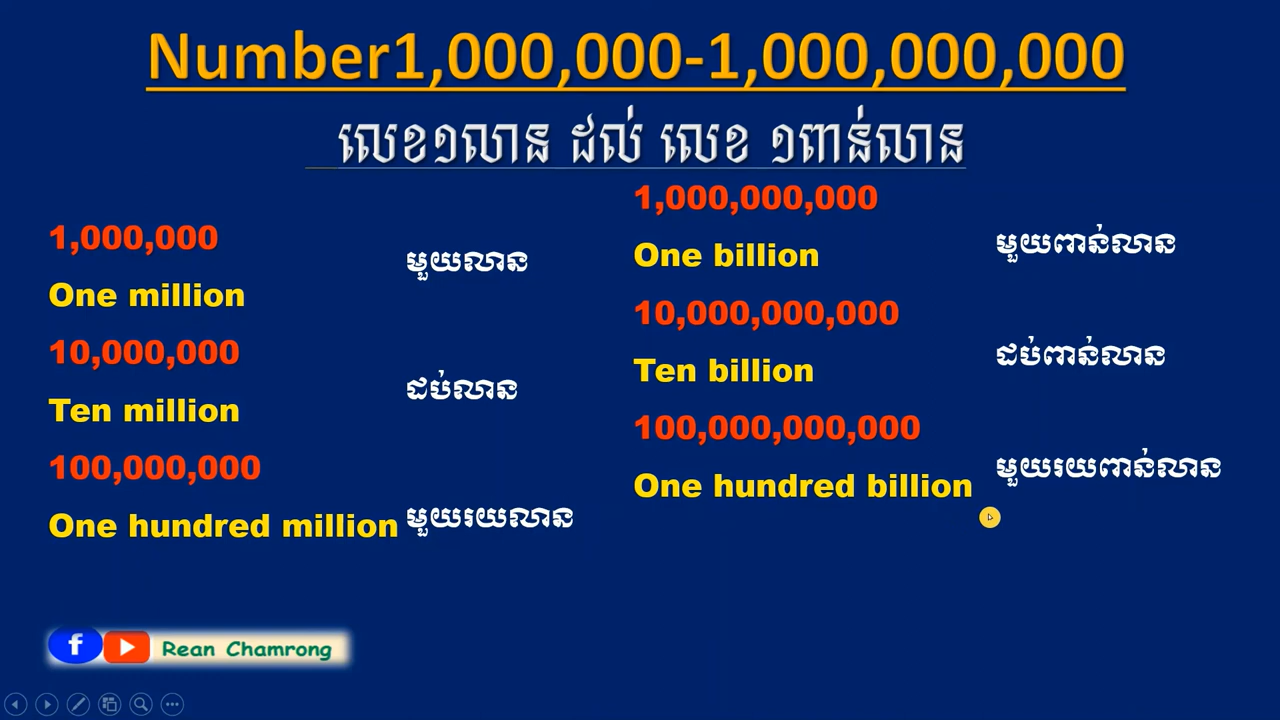 Number1,000,000-1,000,000,000
លេខ១លាន ដល់ លេខ ១ពាន់លាន
1,000,000
One million
មួយលាន
10,000,000
Ten million
ដប់លាន
100,000,000
One hundred million
មួយរយលាន
1,000,000,000
One billion
មួយពាន់លាន
10,000,000,000
Ten billion
ដប់ពាន់លាន
100,000,000,000
One hundred billion
មួយរយពាន់លាន
f Rean Chamrong